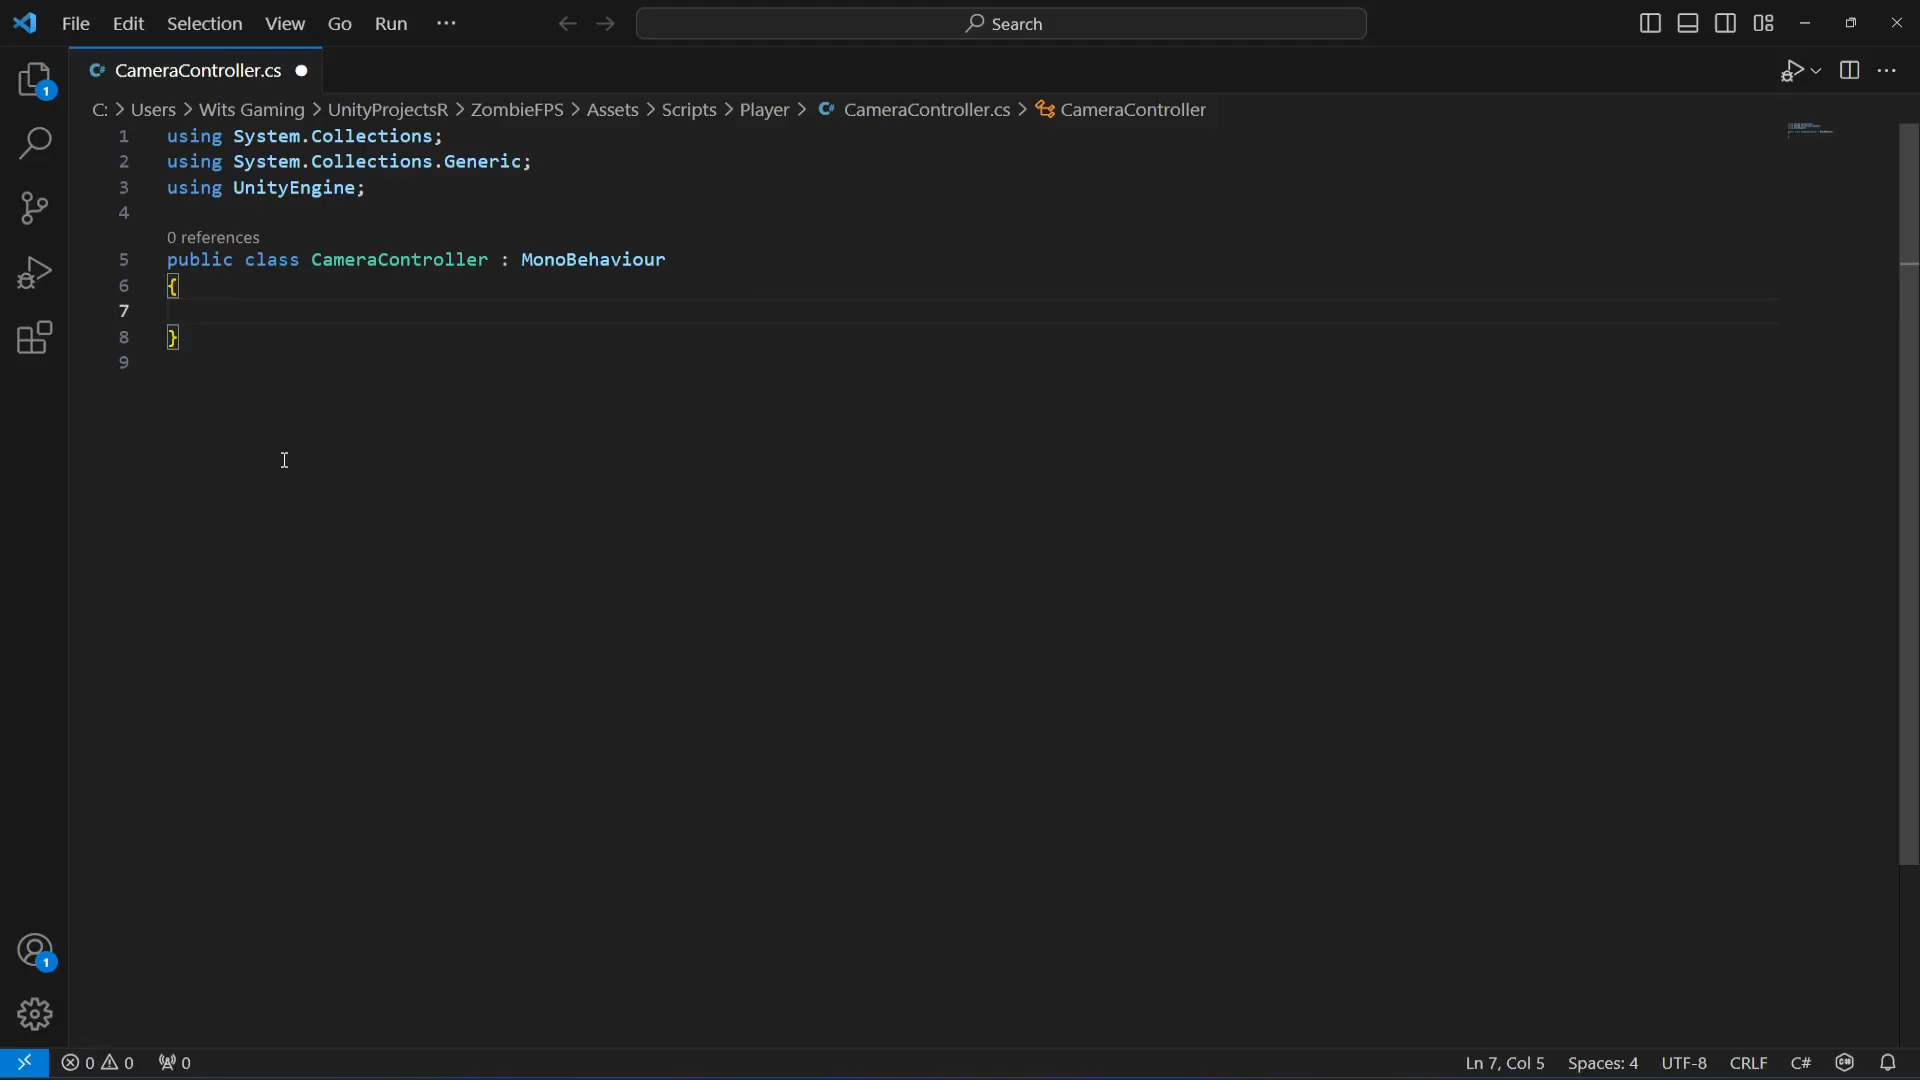 File Edit Selection View Go Run ··· Search
CameraController.cs
C: > Users > Wits Gaming > UnityProjectsR > ZombieFPS > Assets > Scripts > Player > CameraController.cs > CameraController
1 using System.Collections;
2 using System.Collections.Generic;
3 using UnityEngine;
4
0 references
5 public class CameraController : MonoBehaviour
6 {
7
8 }
9
1
1
0 0 0 Ln 7, Col 5 Spaces: 4 UTF-8 CRLF C#